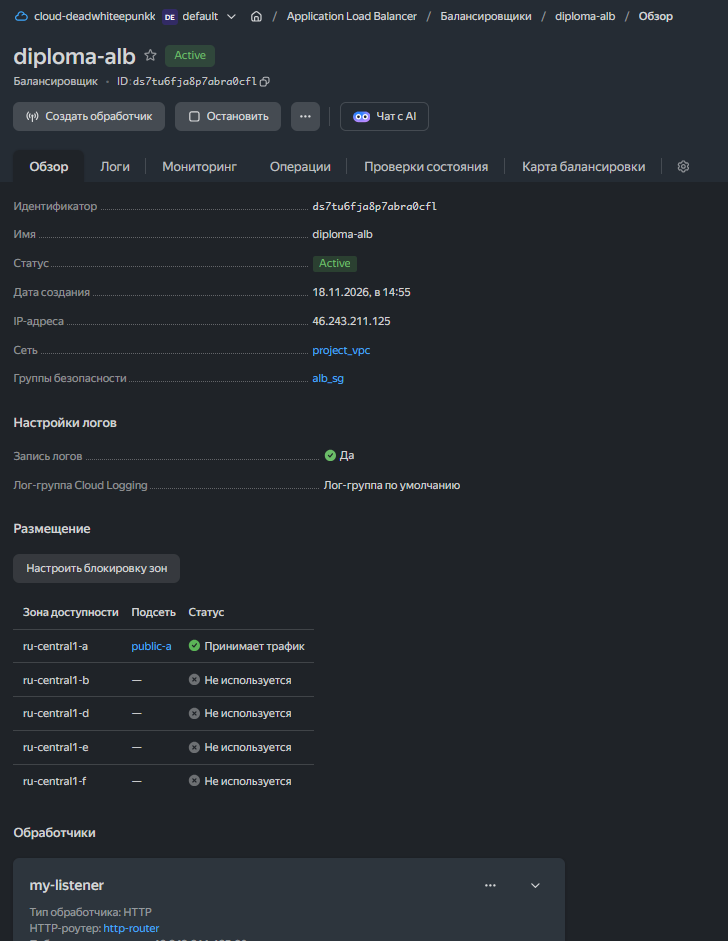 cloud-deadwhiteepunkk DE default / Application Load Balancer / Балансировщики / diploma-alb / Обзор
diploma-alb Active
Балансировщик · ID:ds7tu6fja8p7abra0cfl
Создать обработчик Остановить ... Чат с AI
Обзор Логи Мониторинг Операции Проверки состояния Карта балансировки
Идентификатор ds7tu6fja8p7abra0cfl
Имя diploma-alb
Статус Active
Дата создания 18.11.2026, в 14:55
IP-адреса 46.243.211.125
Сеть project_vpc
Группы безопасности alb_sg
Настройки логов
Запись логов Да
Лог-группа Cloud Logging Лог-группа по умолчанию
Размещение
Настроить блокировку зон
Зона доступности Подсеть Статус
ru-central1-a public-a Принимает трафик
ru-central1-b — Не используется
ru-central1-d — Не используется
ru-central1-e — Не используется
ru-central1-f — Не используется
Обработчики
my-listener ...
Тип обработчика: HTTP
HTTP-роутер: http-router